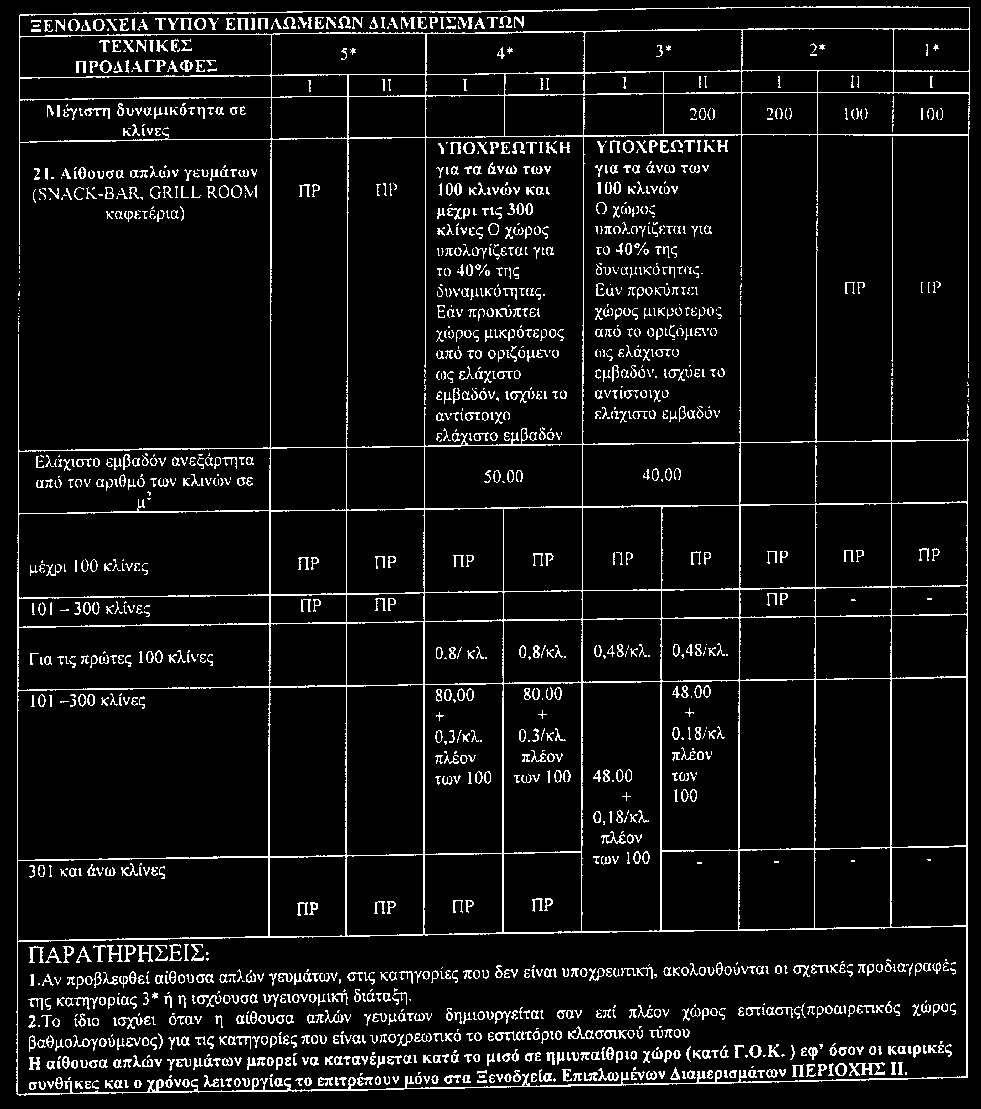 ΞΕΝΟΔΟΧΕΙΑ ΤΥΠΟΥ ΕΠΙΠΛΩΜΕΝΩΝ ΔΙΑΜΕΡΙΣΜΑΤΩΝ
ΤΕΧΝΙΚΕΣ
ΠΡΟΔΙΑΓΡΑΦΕΣ
5* 4* 3* 2* 1*
Ι ΙΙ Ι ΙΙ Ι ΙΙ Ι ΙΙ Ι
Μέγιστη δυναμικότητα σε
κλίνες
200 200 100 100
21. Αίθουσα απλών γευμάτων
(SNACK-BAR, GRILL ROOM
καφετέρια)
ΠΡ ΠΡ
ΥΠΟΧΡΕΩΤΙΚΗ
για τα άνω των
100 κλινών και
μέχρι τις 300
κλίνες Ο χώρος
υπολογίζεται για
το 40% της
δυναμικότητας.
Εάν προκύπτει
χώρος μικρότερος
από το οριζόμενο
ως ελάχιστο
εμβαδόν, ισχύει το
αντίστοιχο
ελάχιστο εμβαδόν
ΥΠΟΧΡΕΩΤΙΚΗ
για τα άνω των
100 κλινών
Ο χώρος
υπολογίζεται για
το 40% της
δυναμικότητας.
Εάν προκύπτει
χώρος μικρότερος
από το οριζόμενο
ως ελάχιστο
εμβαδόν, ισχύει το
αντίστοιχο
ελάχιστο εμβαδόν
ΠΡ ΠΡ
Ελάχιστο εμβαδόν ανεξάρτητα
από τον αριθμό των κλινών σε
μ²
50,00 40,00
μέχρι 100 κλίνες ΠΡ ΠΡ ΠΡ ΠΡ ΠΡ ΠΡ ΠΡ ΠΡ ΠΡ
101 – 300 κλίνες ΠΡ ΠΡ ΠΡ - -
Για τις πρώτες 100 κλίνες 0.8/ κλ. 0,8/κλ. 0,48/κλ. 0,48/κλ.
101 –300 κλίνες
80,00
+
0,3/κλ.
πλέον
των 100
80.00
+
0.3/κλ.
πλέον
των 100
48.00
+
0,18/κλ.
πλέον
των 100
48.00
+
0.18/κλ
πλέον
των
100
301 και άνω κλίνες
ΠΡ ΠΡ ΠΡ ΠΡ - - - -
ΠΑΡΑΤΗΡΗΣΕΙΣ:
1.Αν προβλεφθεί αίθουσα απλών γευμάτων, στις κατηγορίες που δεν είναι υποχρεωτική, ακολουθούνται οι σχετικές προδιαγραφές
της κατηγορίας 3* ή η ισχύουσα υγειονομική διάταξη.
2.Το ίδιο ισχύει όταν η αίθουσα απλών γευμάτων δημιουργείται σαν επί πλέον χώρος εστίασης(προαιρετικός χώρος
βαθμολογούμενος) για τις κατηγορίες που είναι υποχρεωτικό το εστιατόριο κλασσικού τύπου
Η αίθουσα απλών γευμάτων μπορεί να κατανέμεται κατά το μισό σε ημιυπαίθριο χώρο (κατά Γ.Ο.Κ. ) εφ' όσον οι καιρικές
συνθήκες και ο χρόνος λειτουργίας το επιτρέπουν μόνο στα Ξενοδχεία. Επιπλωμένων Διαμερισμάτων ΠΕΡΙΟΧΗΣ ΙΙ.